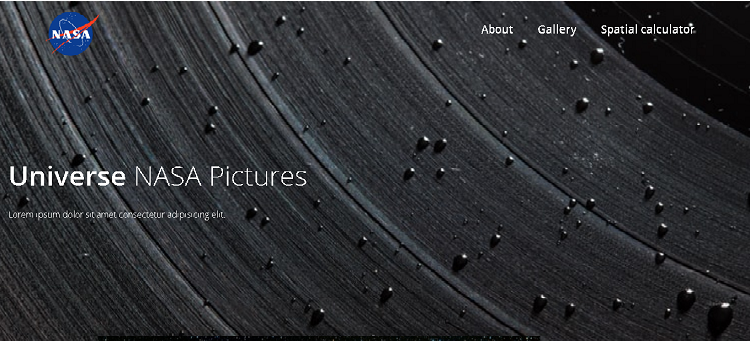 NASA
About Gallery Spatial calculator
Universe NASA Pictures
Lorem ipsum dolor sit amet consectetur adipisicing elit.